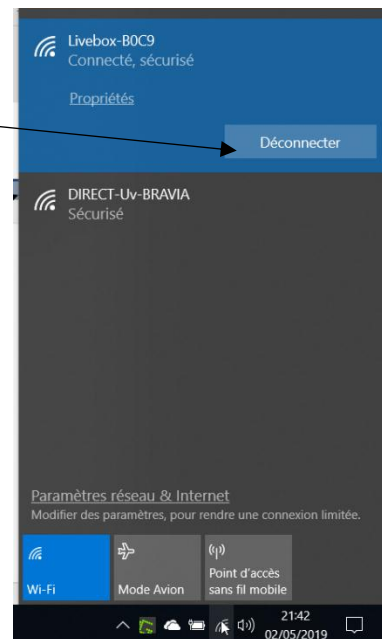 Livebox-B0C9
Connecté, sécurisé
Propriétés
Déconnecter
DIRECT-Uv-BRAVIA
Sécurisé
Paramètres réseau & Internet
Modifier des paramètres, pour rendre une connexion limitée.
Wi-Fi
Mode Avion
Point d'accès
sans fil mobile
21:42
02/05/2019